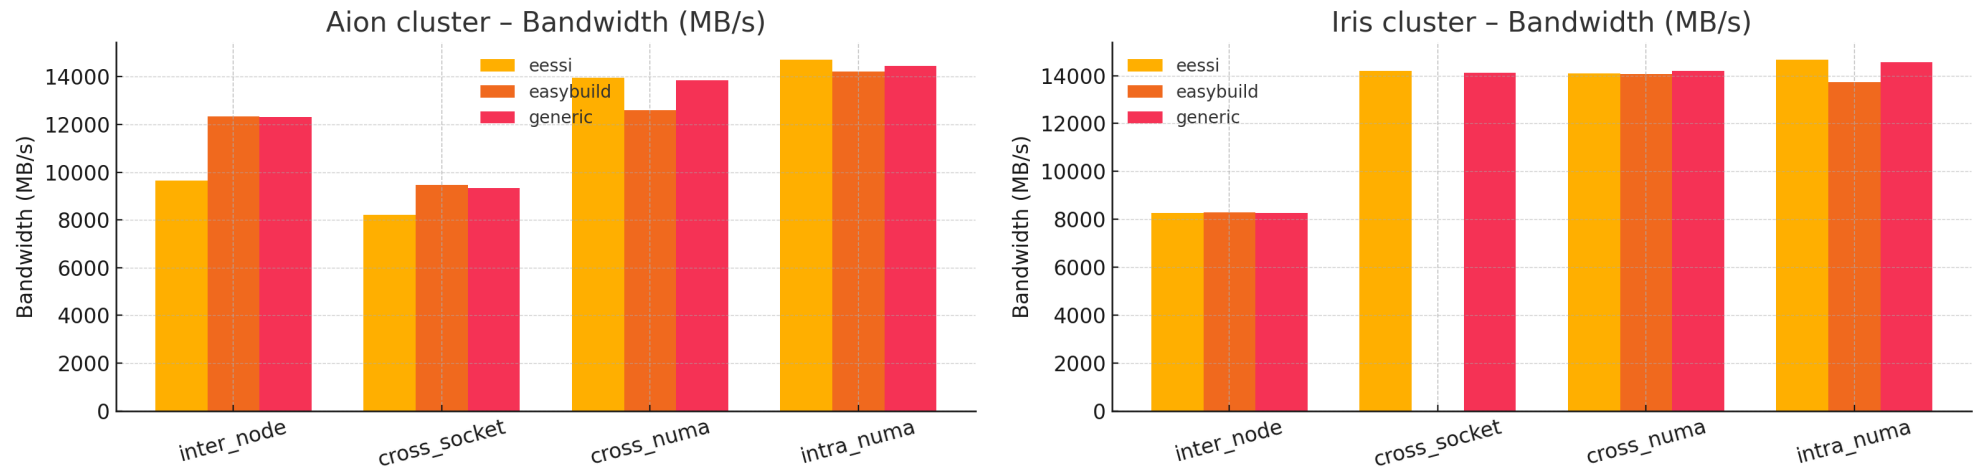 Aion cluster – Bandwidth (MB/s)
Bandwidth (MB/s)
14000
12000
10000
8000
6000
4000
2000
0
eessi
easybuild
generic
inter_node
cross_socket
cross_numa
intra_numa
Iris cluster – Bandwidth (MB/s)
Bandwidth (MB/s)
14000
12000
10000
8000
6000
4000
2000
0
eessi
easybuild
generic
inter_node
cross_socket
cross_numa
intra_numa